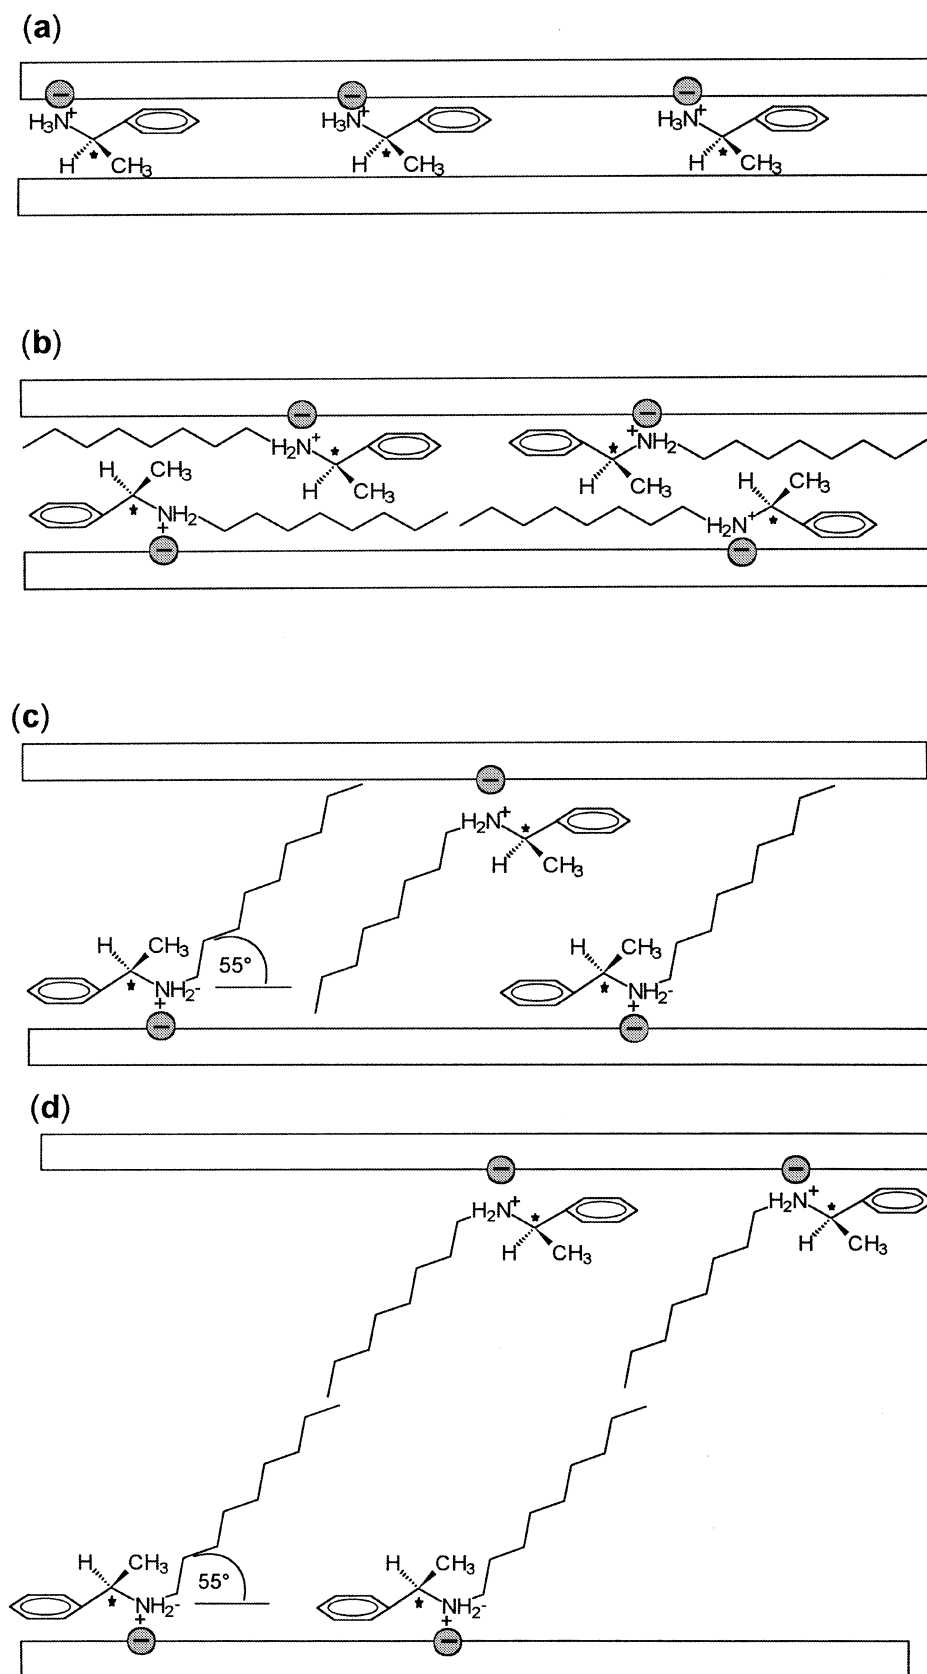 (a)
− − −
H3N+ H3N+ H3N+
H * CH3 H * CH3 H * CH3
(b)
− −
H2N+ * + NH2 *
H CH3 H CH3 H CH3 H CH3
* NH2 + H2N+ *
− −
(c)
−
H2N+ *
H CH3
H CH3 55° H CH3
* NH2- + * NH2- +
− −
(d)
− −
H2N+ * H2N+ *
H CH3 H CH3
H CH3 55° H CH3
* NH2- + * NH2- +
− −